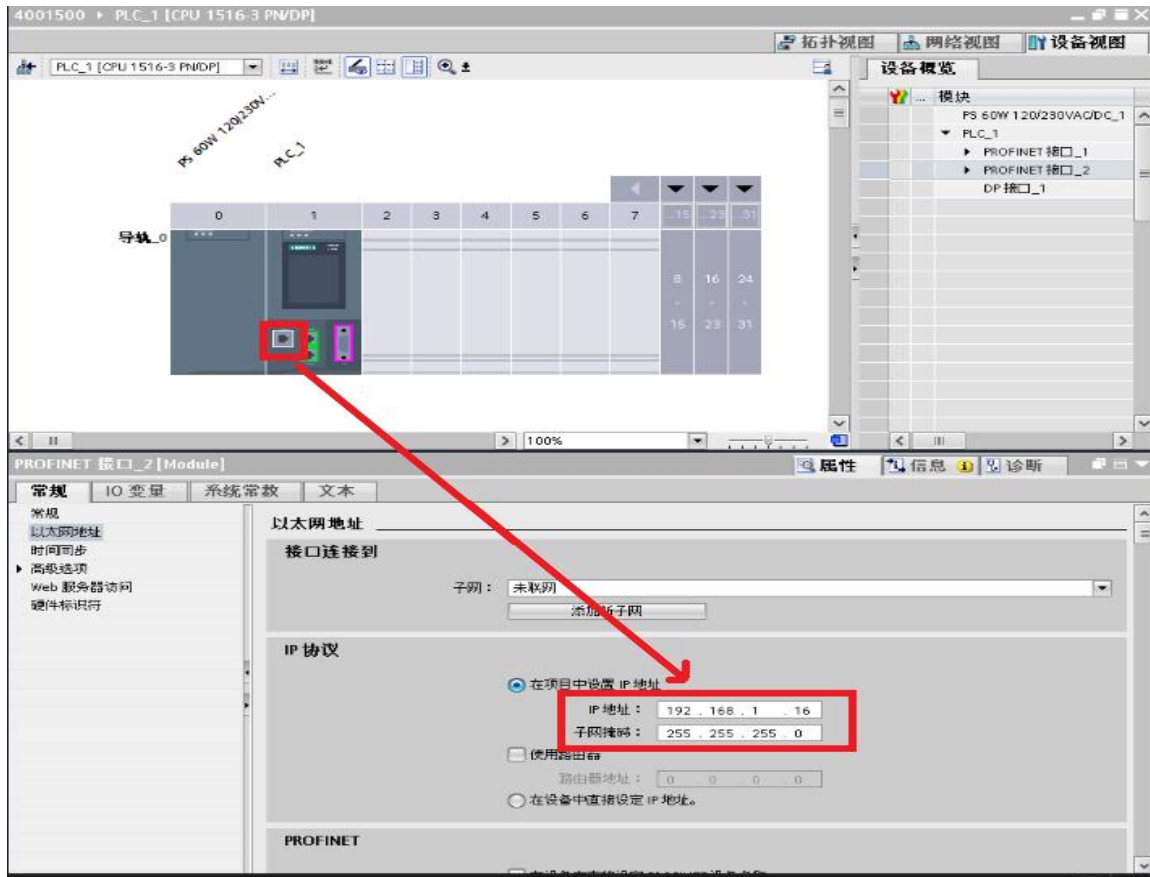 4001500 ▸ PLC_1 [CPU 1516-3 PN/DP]
拓扑视图 网络视图 设备视图
PLC_1 [CPU 1516-3 PN/DP]
设备概览
... 模块
PS 60W 120/230V...
PLC_1
PS 60W 120/230VAC/DC_1
PLC_1
PROFINET 接口_1
PROFINET 接口_2
DP 接口_1
0 1 2 3 4 5 6 7 ...15 ...23 ...31
导轨_0
8 16 24
15 23 31
100%
PROFINET 接口_2 [Module]
属性 信息 诊断
常规 IO 变量 系统常数 文本
常规
以太网地址
时间同步
高级选项
Web 服务器访问
硬件标识符
以太网地址
接口连接到
子网： 未联网
添加新子网
IP 协议
在项目中设置 IP 地址
IP 地址： 192 . 168 . 1 . 16
子网掩码： 255 . 255 . 255 . 0
使用路由器
路由器地址： 0 . 0 . 0 . 0
在设备中直接设定 IP 地址。
PROFINET